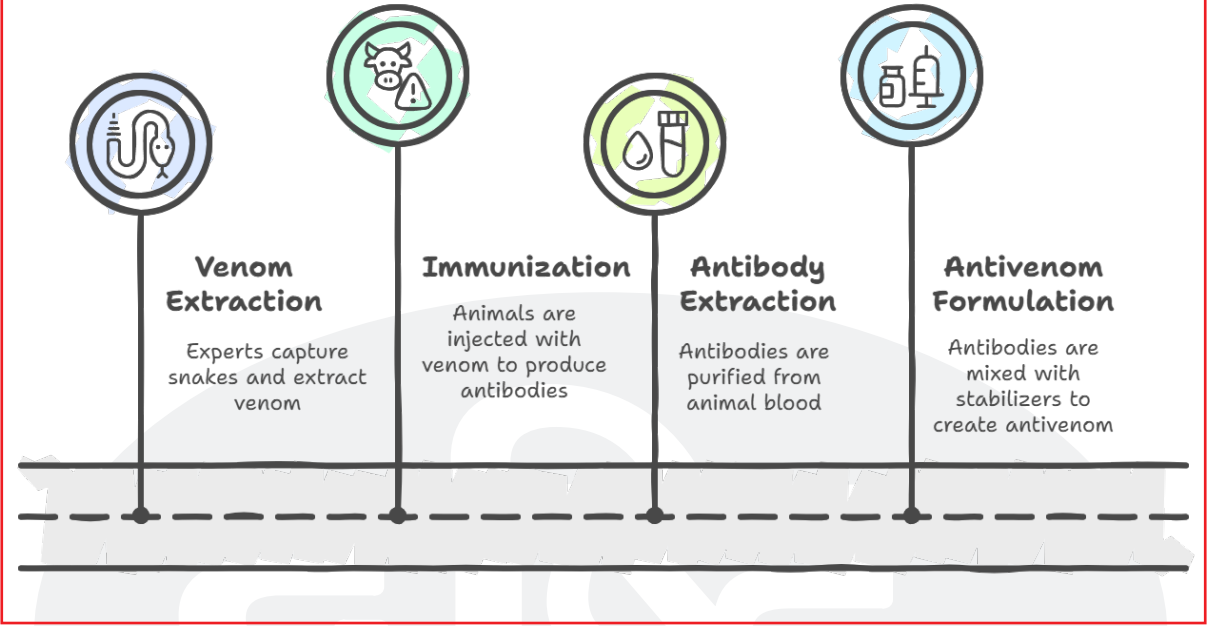 Venom
Extraction
Experts capture
snakes and extract
venom
Immunization
Animals are
injected with
venom to produce
antibodies
Antibody
Extraction
Antibodies are
purified from
animal blood
Antivenom
Formulation
Antibodies are
mixed with
stabilizers to
create antivenom